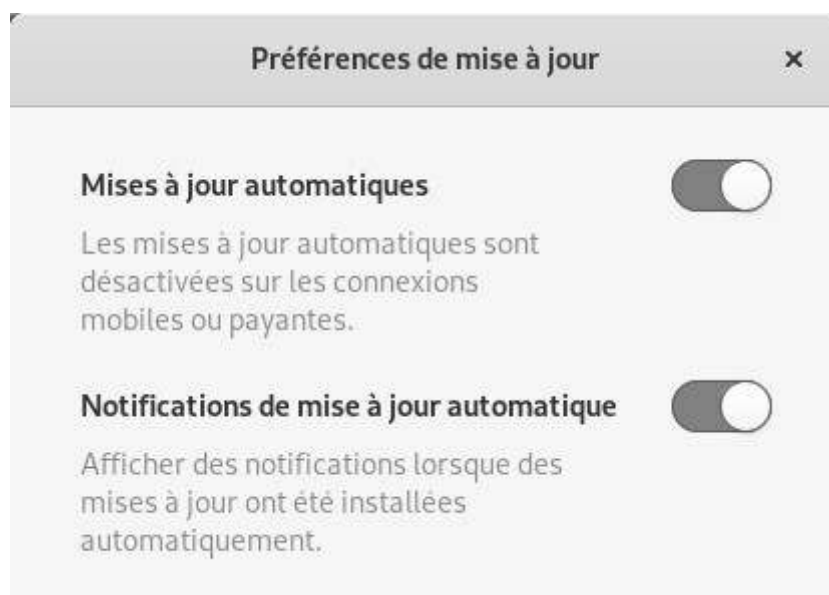 Préférences de mise à jour
Mises à jour automatiques
Les mises à jour automatiques sont
désactivées sur les connexions
mobiles ou payantes.
Notifications de mise à jour automatique
Afficher des notifications lorsque des
mises à jour ont été installées
automatiquement.